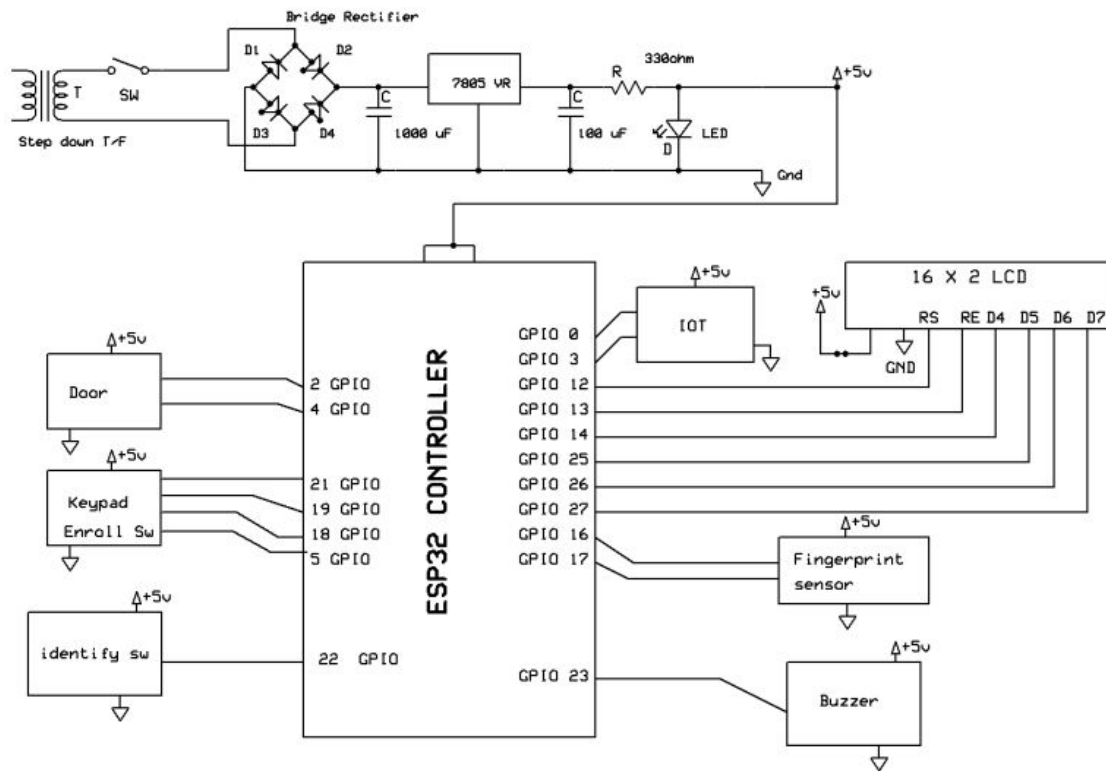 Bridge Rectifier
D1
D2
330ohm
+5v
T
SW
C
7805 VR
C
R
D3
D4
1000 uF
100 uF
D
LED
Step down T/F
Gnd
+5v
16 X 2 LCD
+5v
IOT
GPIO 0
RS
RE
D4
D5
D6
D7
+5v
GPIO 3
GND
Door
2 GPIO
GPIO 12
4 GPIO
GPIO 13
GPIO 14
+5v
GPIO 25
21 GPIO
GPIO 26
Keypad
19 GPIO
GPIO 27
Enroll Sw
18 GPIO
GPIO 16
+5v
5 GPIO
GPIO 17
Fingerprint
sensor
ESP32 CONTROLLER
+5v
identify sw
22 GPIO
GPIO 23
+5v
Buzzer